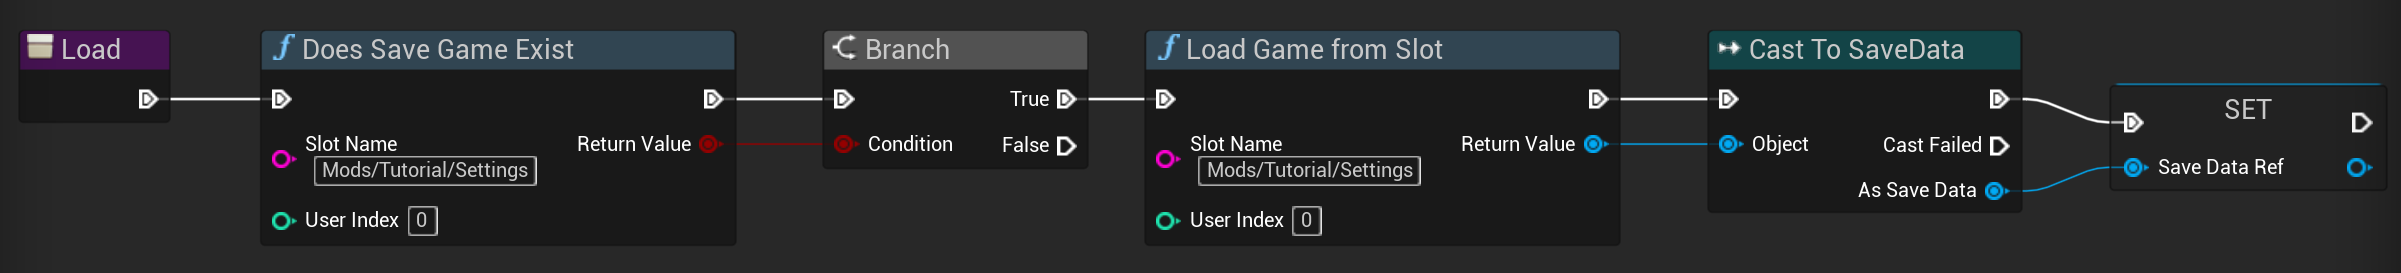 Load
f Does Save Game Exist
Slot Name
Mods/Tutorial/Settings
Return Value
User Index 0
Branch
True
Condition
False
f Load Game from Slot
Slot Name
Mods/Tutorial/Settings
Return Value
User Index 0
Cast To SaveData
Object
Cast Failed
As Save Data
SET
Save Data Ref